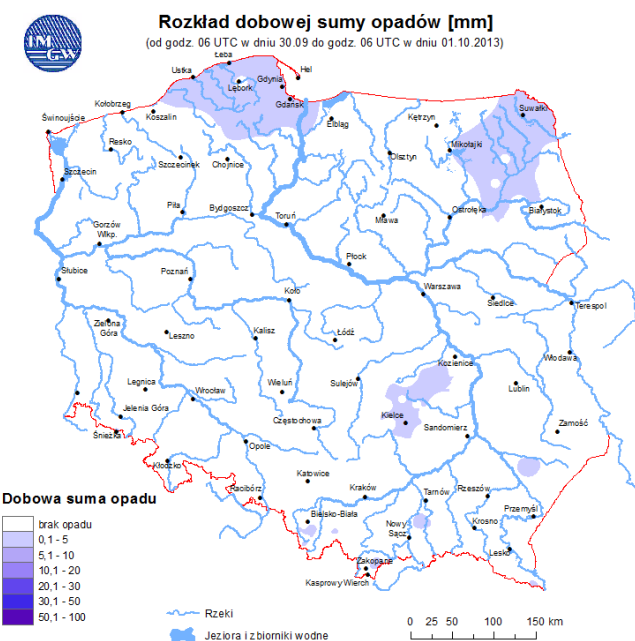 IM
GW
Rozkład dobowej sumy opadów [mm]
(od godz. 06 UTC w dniu 30.09 do godz. 06 UTC w dniu 01.10.2013)
Łeba
Ustka
Hel
Gdynia
Lębork
Gdańsk
Kołobrzeg
Koszalin
Świnoujście
Elbląg
Kętrzyn
Suwałki
Resko
Mikołajki
Szczecinek
Chojnice
Olsztyn
Szczecin
Piła
Bydgoszcz
Toruń
Mława
Ostrołęka
Białystok
Gorzów
Wlkp.
Płock
Słubice
Poznań
Koło
Warszawa
Siedlce
Terespol
Zielona
Góra
Leszno
Kalisz
Łódź
Kozienice
Włodawa
Legnica
Wrocław
Wieluń
Sulejów
Lublin
Jelenia Góra
Kielce
Częstochowa
Sandomierz
Zamość
Śnieżka
Opole
Kłodzko
Katowice
Racibórz
Kraków
Tarnów
Rzeszów
Bielsko-Biała
Przemyśl
Nowy
Sącz
Krosno
Lesko
Zakopane
Kasprowy Wierch
Dobowa suma opadu
brak opadu
0,1 - 5
5,1 - 10
10,1 - 20
20,1 - 30
30,1 - 50
50,1 - 100
Rzeki
Jeziora i zbiorniki wodne
0 25 50 100 150 km